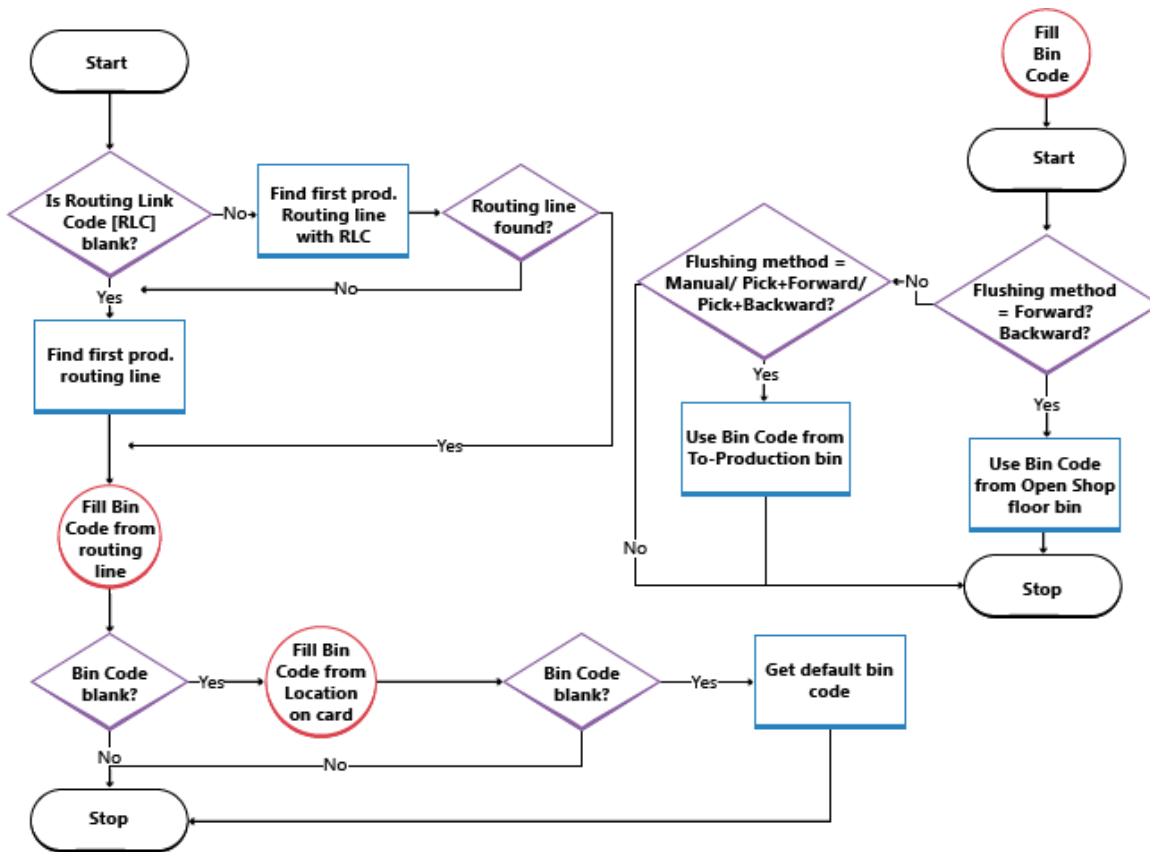 Start
Is Routing Link
Code [RLC]
blank?
No
Find first prod.
Routing line
with RLC
Routing line
found?
No
Yes
Find first prod.
routing line
Yes
Fill Bin
Code from
routing
line
Bin Code
blank?
Yes
Fill Bin
Code from
Location
on card
Bin Code
blank?
Yes
Get default bin
code
No
No
Stop
Fill
Bin
Code
Start
Flushing method
= Forward?
Backward?
No
Flushing method =
Manual/ Pick+Forward/
Pick+Backward?
Yes
Yes
Use Bin Code from
To-Production bin
Use Bin Code
from Open Shop
floor bin
No
Stop